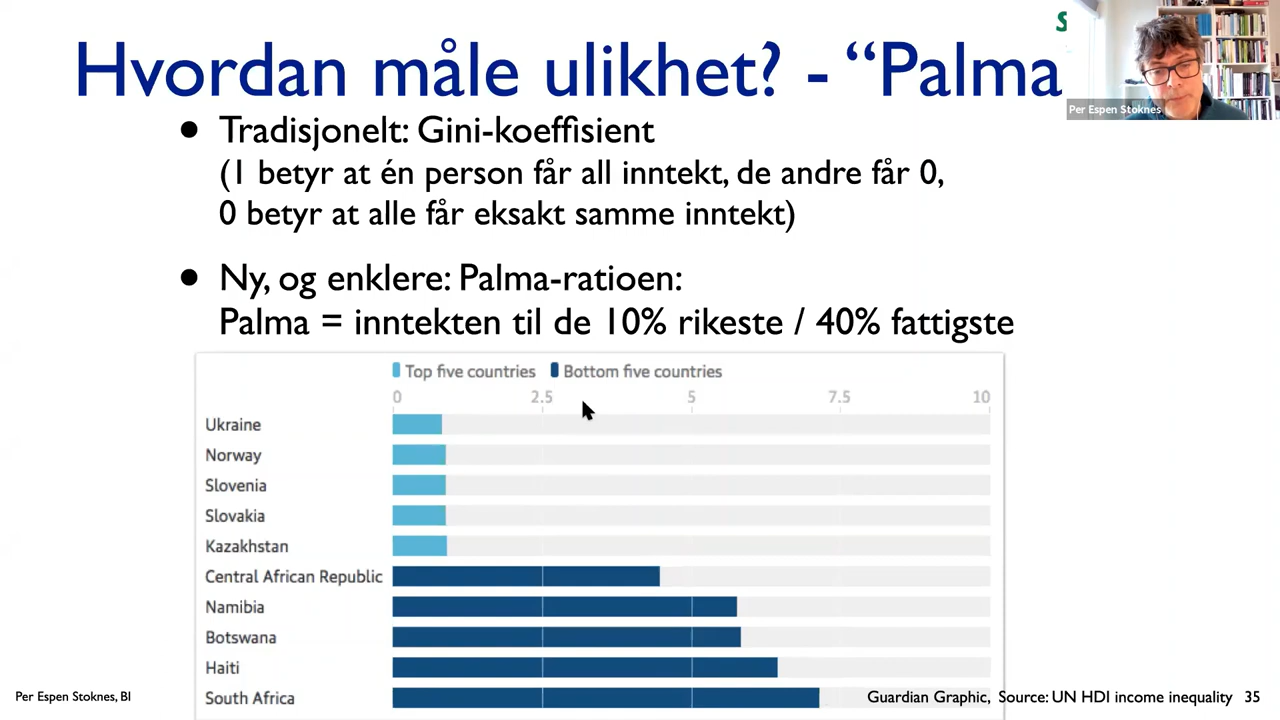 Hvordan måle ulikhet? - “Palma
S
Per Espen Stoknes
• Tradisjonelt: Gini-koeffisient
(1 betyr at én person får all inntekt, de andre får 0,
0 betyr at alle får eksakt samme inntekt)
• Ny, og enklere: Palma-ratioen:
Palma = inntekten til de 10% rikeste / 40% fattigste
Top five countries Bottom five countries
0 2.5 5 7.5 10
Ukraine
Norway
Slovenia
Slovakia
Kazakhstan
Central African Republic
Namibia
Botswana
Haiti
South Africa
Per Espen Stoknes, BI
Guardian Graphic, Source: UN HDI income inequality 35